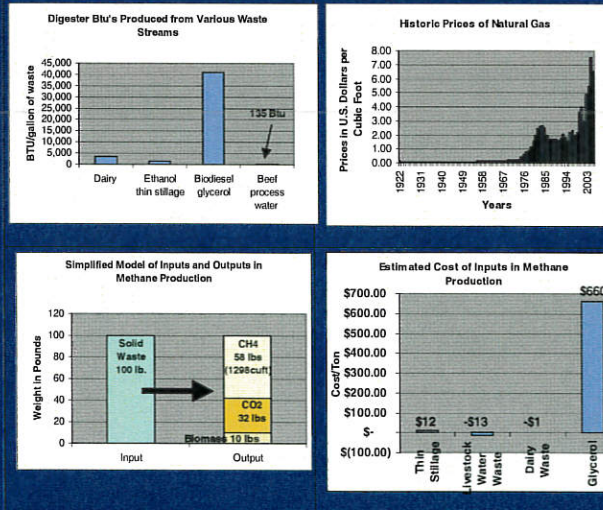 Digester Btu's Produced from Various Waste
Streams
BTU/gallon of waste
45,000
40,000
35,000
30,000
25,000
20,000
15,000
10,000
5,000
135 Btu
Dairy
Ethanol
thin stillage
Biodiesel
glycerol
Beef
process
water
Historic Prices of Natural Gas
Prices in U.S. Dollars per
Cubic Foot
8.00
7.00
6.00
5.00
4.00
3.00
2.00
1.00
0.00
1922
1931
1940
1949
1958
1967
1976
1985
1994
2003
Years
Simplified Model of Inputs and Outputs in
Methane Production
Weight in Pounds
120
100
80
60
40
20
0
Solid
Waste
100 lb.
CH4
58 lbs
(1298cuft)
CO2
32 lbs
Biomass 10 lbs
Input
Output
Estimated Cost of Inputs in Methane
Production
Cost/Ton
$700.00
$600.00
$500.00
$400.00
$300.00
$200.00
$100.00
$-
$(100.00)
$12
-$13
-$1
$660
Thin
Stillage
Livestock
Water
Waste
Dairy
Waste
Glycerol